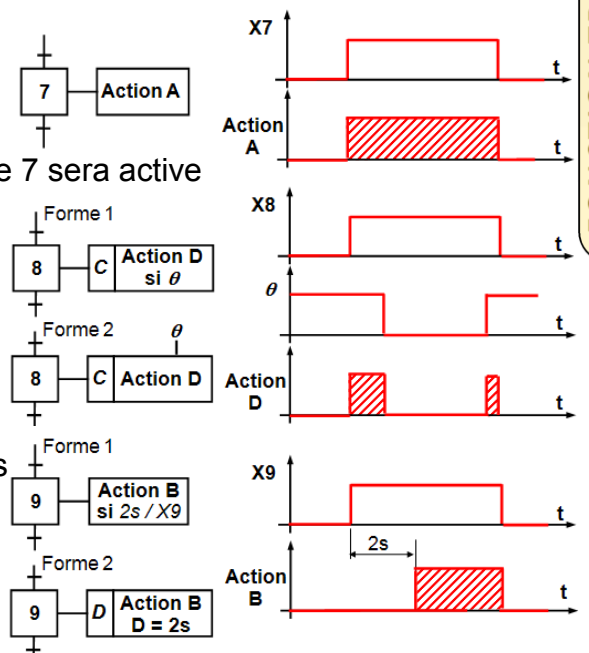 X7
t
7
Action A
Action
A
t
e 7 sera active
X8
t
Forme 1
8
C
Action D
si θ
θ
t
Forme 2
θ
8
C
Action D
Action
D
t
Forme 1
s
9
Action B
si 2s / X9
X9
t
2s
Forme 2
9
D
Action B
D = 2s
Action
B
t